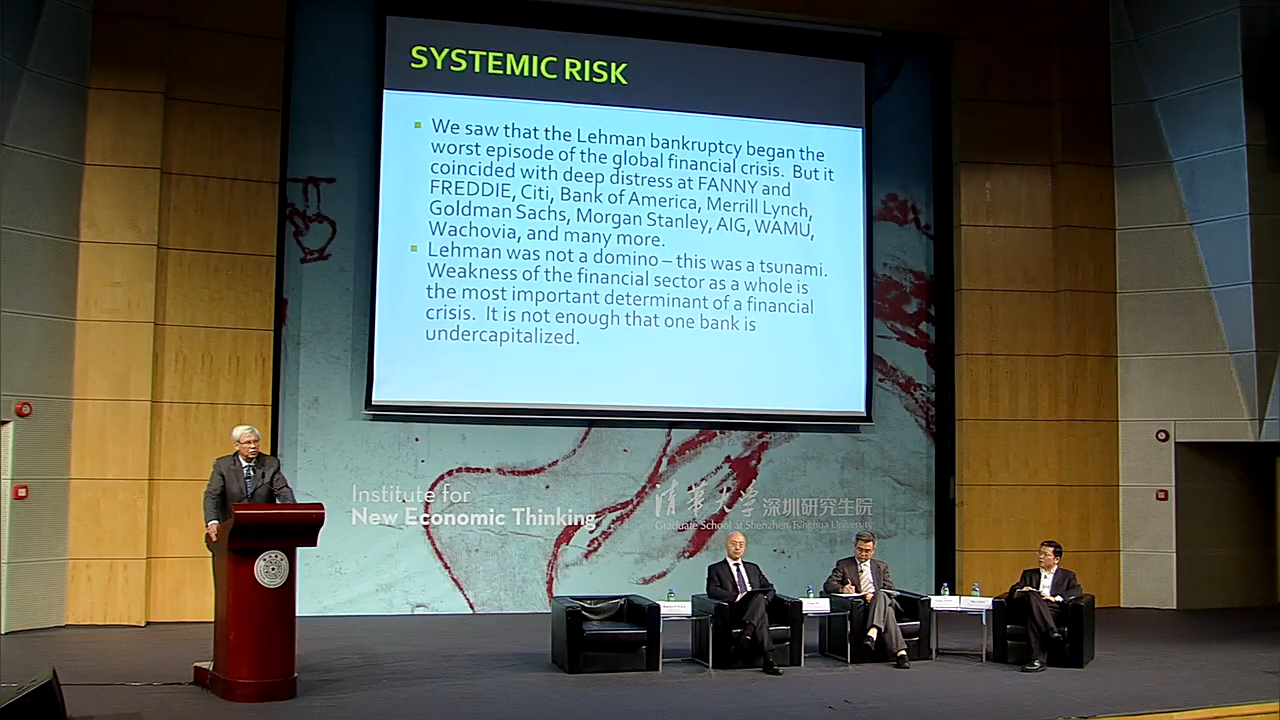 SYSTEMIC RISK
We saw that the Lehman bankruptcy began the
worst episode of the global financial crisis. But it
coincided with deep distress at FANNY and
FREDDIE, Citi, Bank of America, Merrill Lynch,
Goldman Sachs, Morgan Stanley, AIG, WAMU,
Wachovia, and many more.
Lehman was not a domino – this was a tsunami.
Weakness of the financial sector as a whole is
the most important determinant of a financial
crisis. It is not enough that one bank is
undercapitalized.
Institute for
New Economic Thinking
清华大学 深圳研究生院
Graduate School at Shenzhen, Tsinghua University